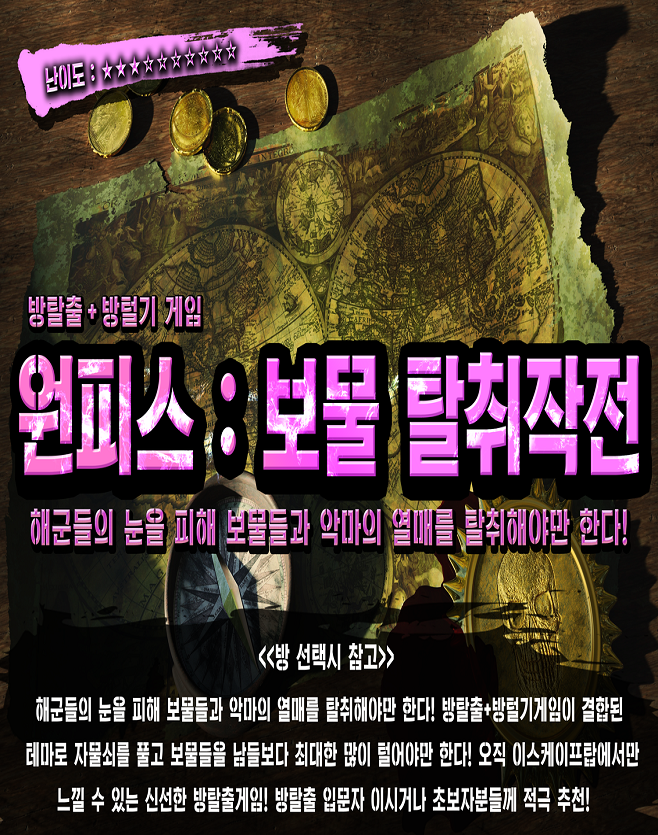 난이도 : ★★★☆☆☆☆☆☆☆
방탈출+방털기 게임
원피스 : 보물 탈취작전
해군들의 눈을 피해 보물들과 악마의 열매를 탈취해야만 한다!
<<방 선택시 참고>>
해군들의 눈을 피해 보물들과 악마의 열매를 탈취해야만 한다! 방탈출+방털기게임이 결합된
테마로 자물쇠를 풀고 보물들을 남들보다 최대한 많이 털어야만 한다! 오직 이스케이프탑에서만
느낄 수 있는 신선한 방탈출게임! 방탈출 입문자 이시거나 초보자분들께 적극 추천!